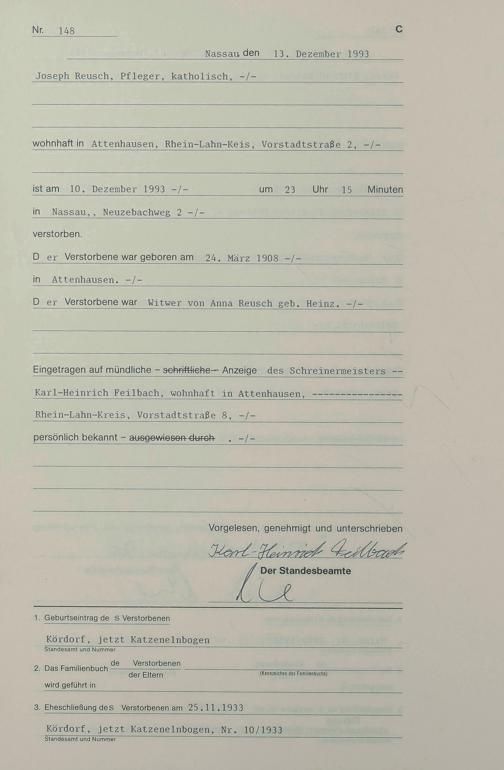 Nr. 148 C
Nassau den 13. Dezember 1993
Joseph Reusch, Pfleger, katholisch, -/-
wohnhaft in Attenhausen, Rhein-Lahn-Keis, Vorstadtstraße 2, -/-
ist am 10. Dezember 1993 -/- um 23 Uhr 15 Minuten
in Nassau,, Neuzebachweg 2 -/-
verstorben.
D er Verstorbene war geboren am 24. März 1908 -/-
in Attenhausen. -/-
D er Verstorbene war Witwer von Anna Reusch geb. Heinz. -/-
Eingetragen auf mündliche – schriftliche – Anzeige des Schreinermeisters --
Karl-Heinrich Feilbach, wohnhaft in Attenhausen, ----------------
Rhein-Lahn-Kreis, Vorstadtstraße 8, -/-
persönlich bekannt – ausgewiesen durch . -/-
Vorgelesen, genehmigt und unterschrieben
Karl-Heinrich Feilbach
Der Standesbeamte
1. Geburtseintrag de s Verstorbenen
Kördorf, jetzt Katzenelnbogen
Standesamt und Nummer
2. Das Familienbuch de Verstorbenen
der Eltern (Kennzeichen des Familienbuchs)
wird geführt in
3. Eheschließung des Verstorbenen am 25.11.1933
Kördorf, jetzt Katzenelnbogen, Nr. 10/1933
Standesamt und Nummer